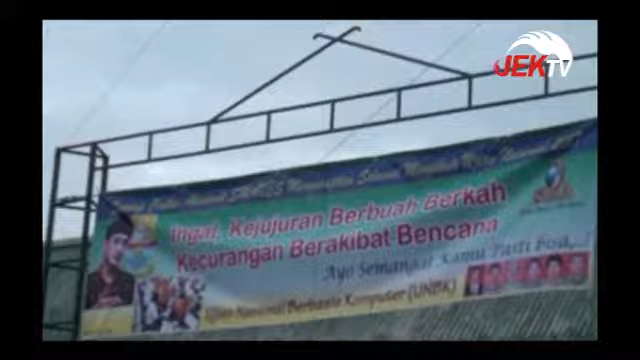 JEKTV
Ingat, Kejujuran Berbuah Berkah
Kecurangan Berakibat Bencana
Ayo Semangat Kamu Pasti Bisa,..!
Ujian Nasional Berbasis Komputer (UNBK)